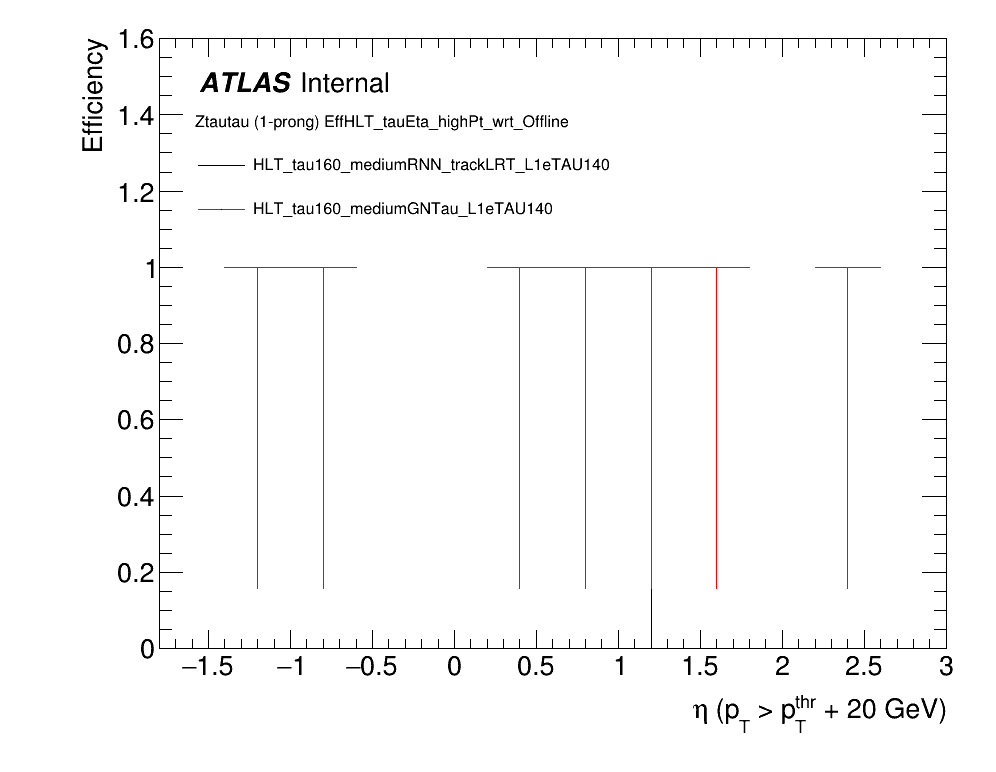 Efficiency
ATLAS Internal
Ztautau (1-prong) EffHLT_tauEta_highPt_wrt_Offline
HLT_tau160_mediumRNN_trackLRT_L1eTAU140
HLT_tau160_mediumGNTau_L1eTAU140
1.6
1.4
1.2
1
0.8
0.6
0.4
0.2
0
−1.5 −1 −0.5 0 0.5 1 1.5 2 2.5 3
η (p_T > p_T^thr + 20 GeV)